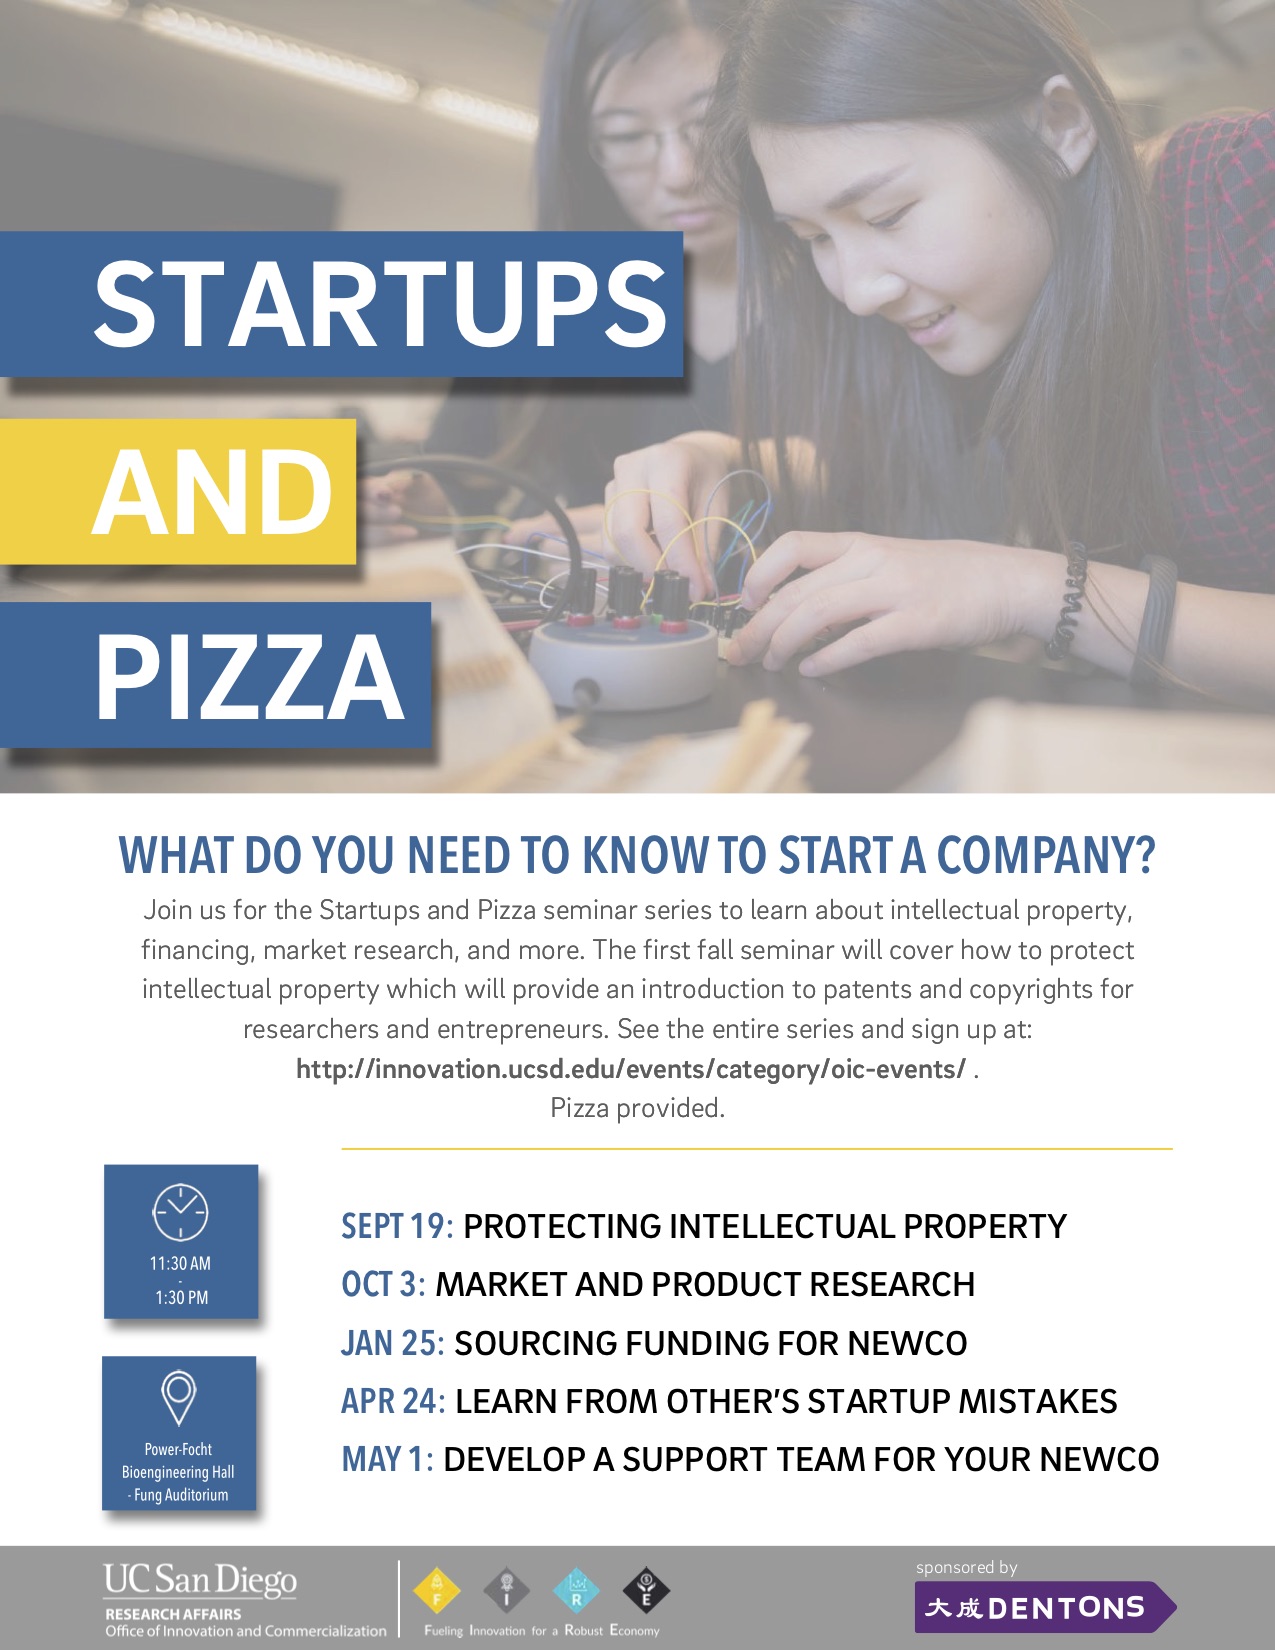 STARTUPS
AND
PIZZA
WHAT DO YOU NEED TO KNOW TO START A COMPANY?
Join us for the Startups and Pizza seminar series to learn about intellectual property,
financing, market research, and more. The first fall seminar will cover how to protect
intellectual property which will provide an introduction to patents and copyrights for
researchers and entrepreneurs. See the entire series and sign up at:
http://innovation.ucsd.edu/events/category/oic-events/ .
Pizza provided.
11:30 AM
-
1:30 PM
Power-Focht
Bioengineering Hall
- Fung Auditorium
SEPT 19: PROTECTING INTELLECTUAL PROPERTY
OCT 3: MARKET AND PRODUCT RESEARCH
JAN 25: SOURCING FUNDING FOR NEWCO
APR 24: LEARN FROM OTHER'S STARTUP MISTAKES
MAY 1: DEVELOP A SUPPORT TEAM FOR YOUR NEWCO
UC San Diego
RESEARCH AFFAIRS
Office of Innovation and Commercialization
F I R E
Fueling Innovation for a Robust Economy
sponsored by
大成 DENTONS